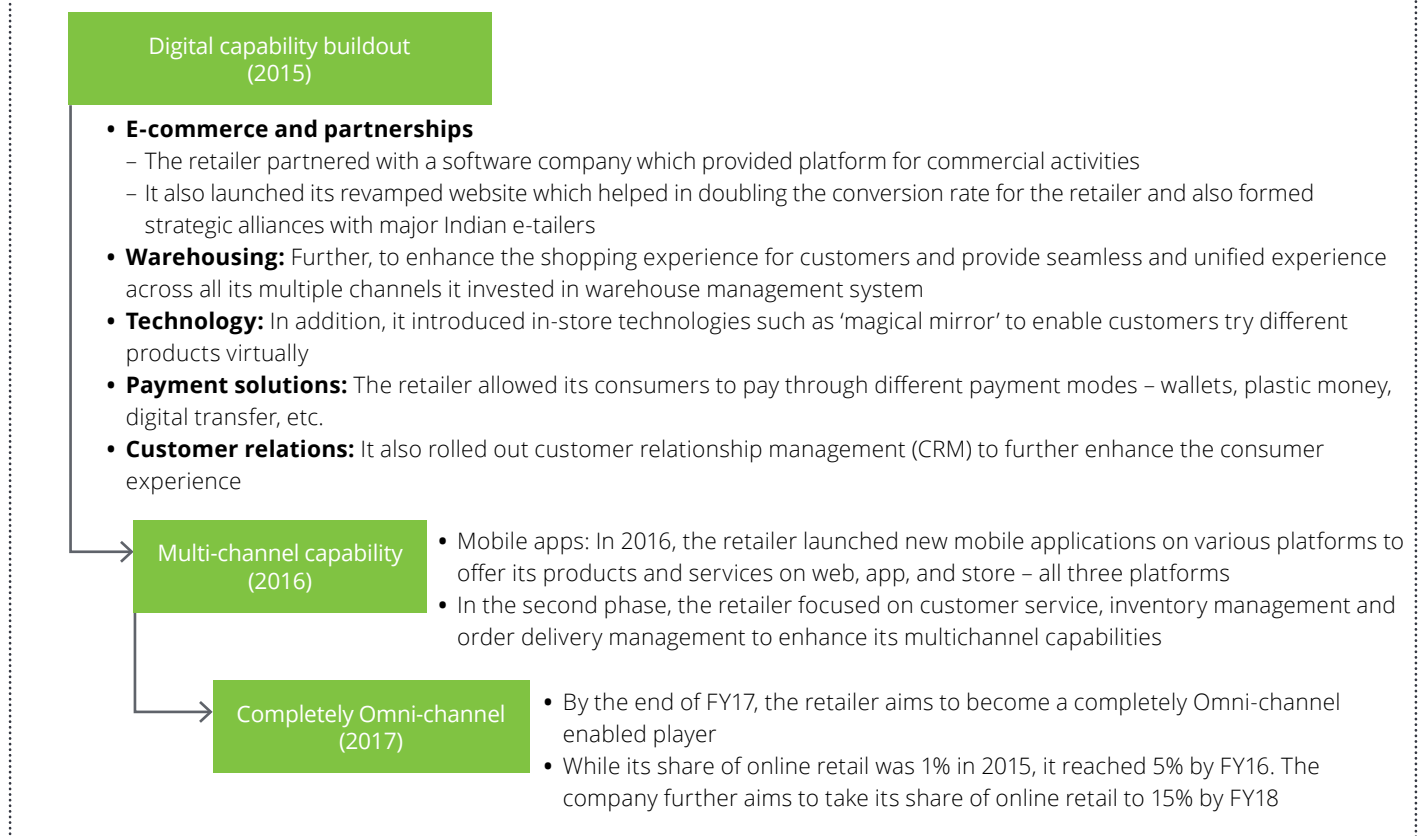 Digital capability buildout
(2015)
• E-commerce and partnerships
– The retailer partnered with a software company which provided platform for commercial activities
– It also launched its revamped website which helped in doubling the conversion rate for the retailer and also formed
strategic alliances with major Indian e-tailers
• Warehousing: Further, to enhance the shopping experience for customers and provide seamless and unified experience
across all its multiple channels it invested in warehouse management system
• Technology: In addition, it introduced in-store technologies such as ‘magical mirror’ to enable customers try different
products virtually
• Payment solutions: The retailer allowed its consumers to pay through different payment modes – wallets, plastic money,
digital transfer, etc.
• Customer relations: It also rolled out customer relationship management (CRM) to further enhance the consumer
experience
Multi-channel capability
(2016)
• Mobile apps: In 2016, the retailer launched new mobile applications on various platforms to
offer its products and services on web, app, and store – all three platforms
• In the second phase, the retailer focused on customer service, inventory management and
order delivery management to enhance its multichannel capabilities
Completely Omni-channel
(2017)
• By the end of FY17, the retailer aims to become a completely Omni-channel
enabled player
• While its share of online retail was 1% in 2015, it reached 5% by FY16. The
company further aims to take its share of online retail to 15% by FY18